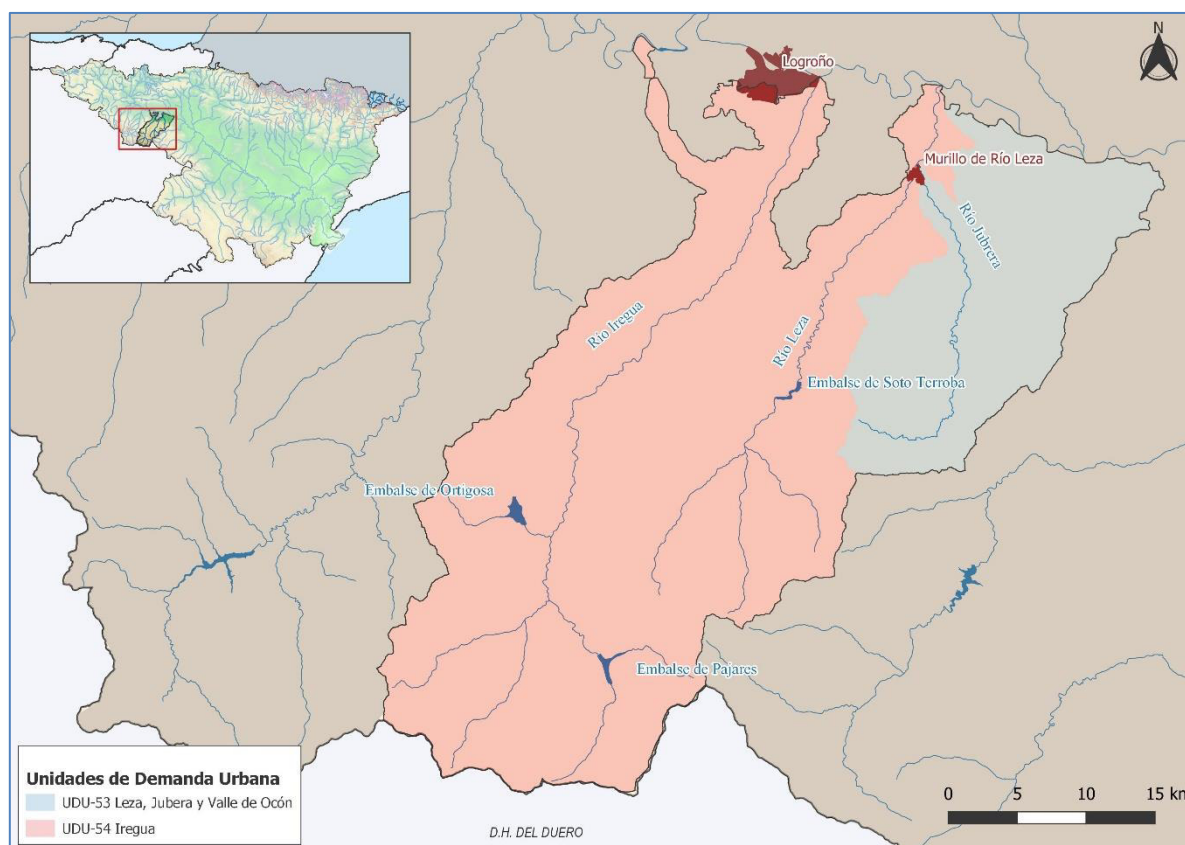 N
Logroño
Murillo de Río Leza
Río Jubrera
Río Iregua
Río Leza
Embalse de Soto Terroba
Embalse de Ortigosa
Embalse de Pajares
Unidades de Demanda Urbana
UDU-53 Leza, Jubera y Valle de Ocón
UDU-54 Iregua
D.H. DEL DUERO
0 5 10 15 km